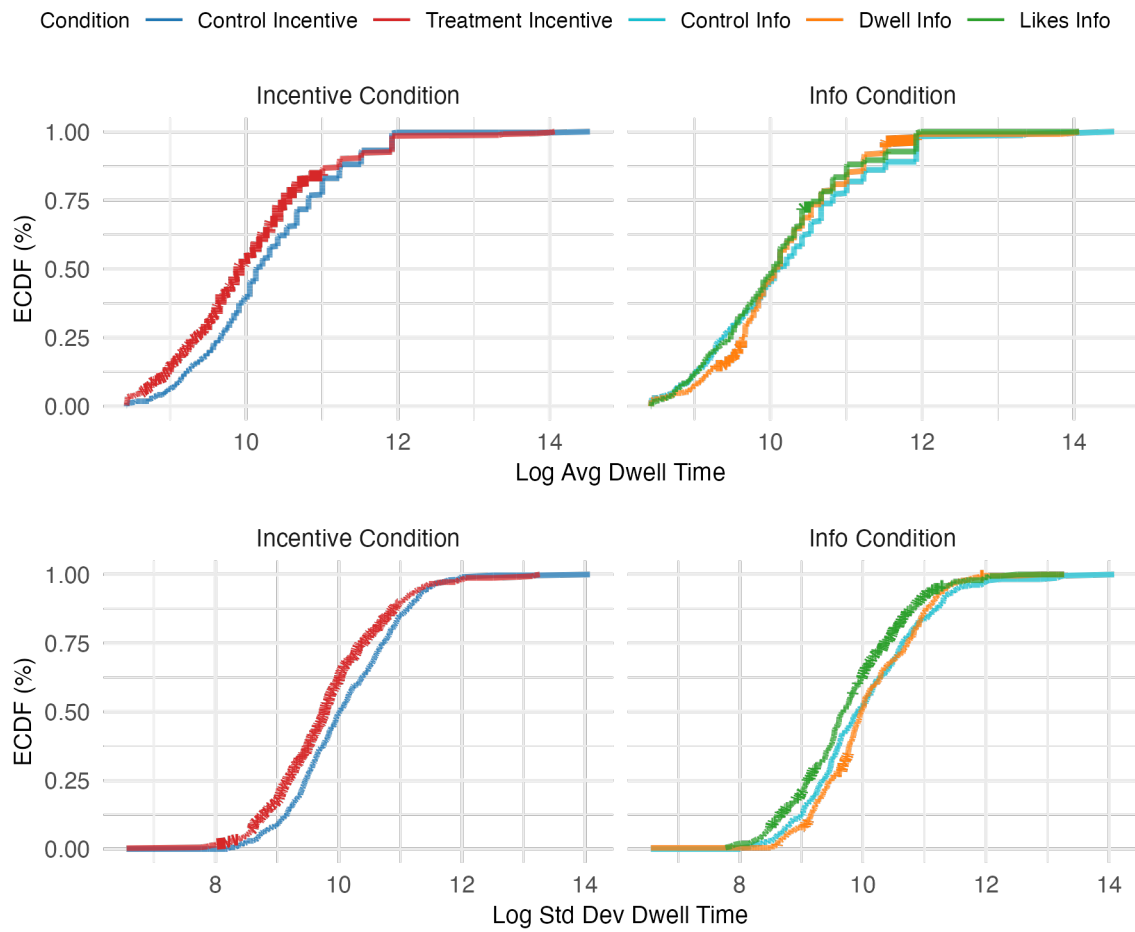 Condition Control Incentive Treatment Incentive Control Info Dwell Info Likes Info
Incentive Condition Info Condition
ECDF (%)
1.00
0.75
0.50
0.25
0.00
10 12 14 10 12 14
Log Avg Dwell Time
Incentive Condition Info Condition
ECDF (%)
1.00
0.75
0.50
0.25
0.00
8 10 12 14 8 10 12 14
Log Std Dev Dwell Time